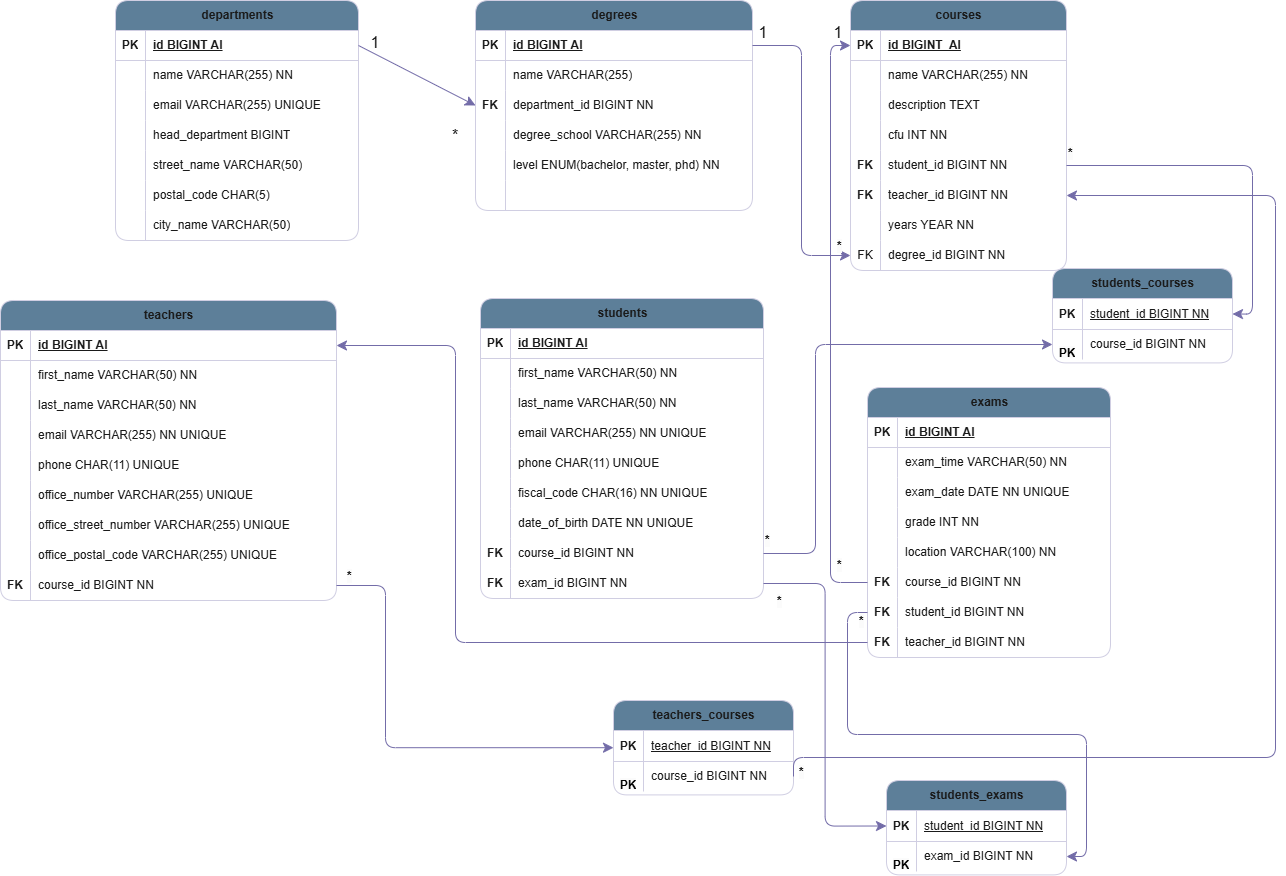 departments
PK id BIGINT AI
name VARCHAR(255) NN
email VARCHAR(255) UNIQUE
head_department BIGINT
street_name VARCHAR(50)
postal_code CHAR(5)
city_name VARCHAR(50)
1
*
degrees
PK id BIGINT AI
name VARCHAR(255)
FK department_id BIGINT NN
degree_school VARCHAR(255) NN
level ENUM(bachelor, master, phd) NN
1
*
courses
1
PK id BIGINT AI
name VARCHAR(255) NN
description TEXT
cfu INT NN
FK student_id BIGINT NN
*
FK teacher_id BIGINT NN
years YEAR NN
FK degree_id BIGINT NN
students_courses
PK student_id BIGINT NN
PK course_id BIGINT NN
teachers
PK id BIGINT AI
first_name VARCHAR(50) NN
last_name VARCHAR(50) NN
email VARCHAR(255) NN UNIQUE
phone CHAR(11) UNIQUE
office_number VARCHAR(255) UNIQUE
office_street_number VARCHAR(255) UNIQUE
office_postal_code VARCHAR(255) UNIQUE
FK course_id BIGINT NN
*
students
PK id BIGINT AI
first_name VARCHAR(50) NN
last_name VARCHAR(50) NN
email VARCHAR(255) NN UNIQUE
phone CHAR(11) UNIQUE
fiscal_code CHAR(16) NN UNIQUE
date_of_birth DATE NN UNIQUE
FK course_id BIGINT NN
*
FK exam_id BIGINT NN
*
exams
PK id BIGINT AI
exam_time VARCHAR(50) NN
exam_date DATE NN UNIQUE
grade INT NN
location VARCHAR(100) NN
* FK course_id BIGINT NN
* FK student_id BIGINT NN
FK teacher_id BIGINT NN
teachers_courses
PK teacher_id BIGINT NN
PK course_id BIGINT NN
*
students_exams
PK student_id BIGINT NN
PK exam_id BIGINT NN